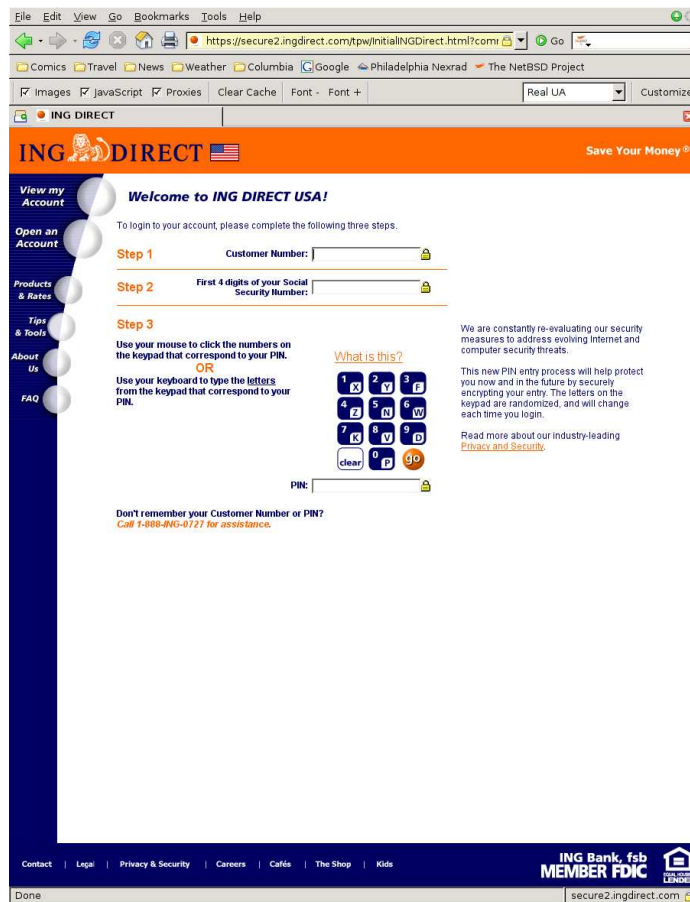 File Edit View Go Bookmarks Tools Help
https://secure2.ingdirect.com/tpw/InitialINGDirect.html?com Go
Comics Travel News Weather Columbia Google Philadelphia Nexrad The NetBSD Project
Images JavaScript Proxies Clear Cache Font - Font + Real UA Customize
ING DIRECT
ING DIRECT Save Your Money®
View my
Account
Open an
Account
Products
& Rates
Tips
& Tools
About
Us
FAQ
Welcome to ING DIRECT USA!
To login to your account, please complete the following three steps.
Step 1 Customer Number:
Step 2 First 4 digits of your Social
Security Number:
Step 3
Use your mouse to click the numbers on
the keypad that correspond to your PIN.
OR
Use your keyboard to type the letters
from the keypad that correspond to your
PIN.
What is this?
1 X 2 Y 3 F
4 Z 5 N 6 W
7 K 8 V 9 D
clear 0 P go
PIN:
We are constantly re-evaluating our security
measures to address evolving Internet and
computer security threats.
This new PIN entry process will help protect
you now and in the future by securely
encrypting your entry. The letters on the
keypad are randomized, and will change
each time you login.
Read more about our industry-leading
Privacy and Security.
Don't remember your Customer Number or PIN?
Call 1-888-ING-0727 for assistance.
Contact | Legal | Privacy & Security | Careers | Cafés | The Shop | Kids
ING Bank, fsb
MEMBER FDIC
EQUAL HOUSING
LENDER
Done secure2.ingdirect.com